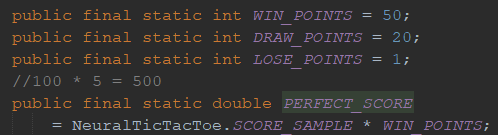 public final static int WIN_POINTS = 50;
public final static int DRAW_POINTS = 20;
public final static int LOSE_POINTS = 1;
//100 * 5 = 500
public final static double PERFECT_SCORE
= NeuralTicTacToe.SCORE_SAMPLE * WIN_POINTS;